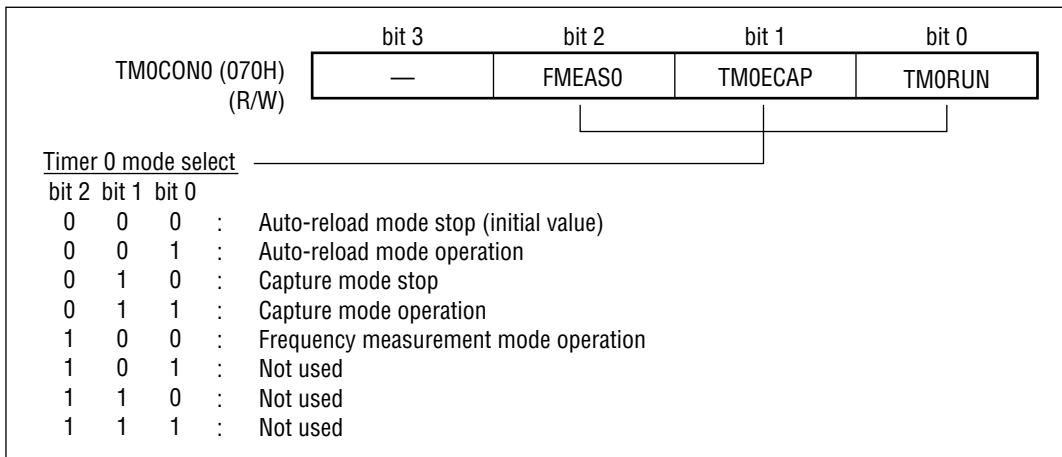 bit 3 bit 2 bit 1 bit 0
TM0CON0 (070H) — FMEAS0 TM0ECAP TM0RUN
(R/W)
Timer 0 mode select
bit 2 bit 1 bit 0
0 0 0 : Auto-reload mode stop (initial value)
0 0 1 : Auto-reload mode operation
0 1 0 : Capture mode stop
0 1 1 : Capture mode operation
1 0 0 : Frequency measurement mode operation
1 0 1 : Not used
1 1 0 : Not used
1 1 1 : Not used